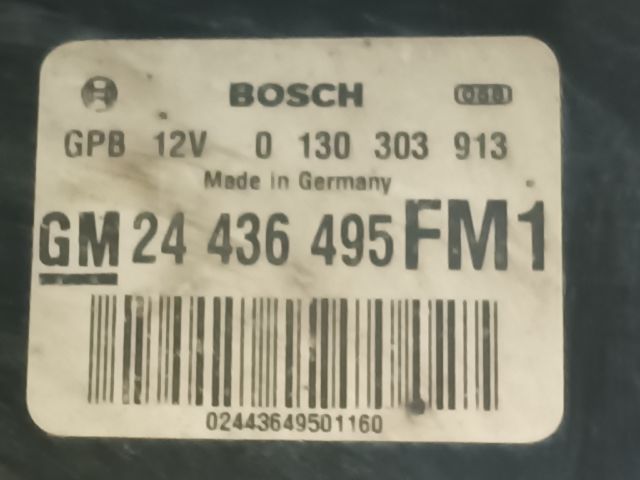 BOSCH
GPB 12V 0 130 303 913
Made in Germany
GM 24 436 495 FM1
02443649501160